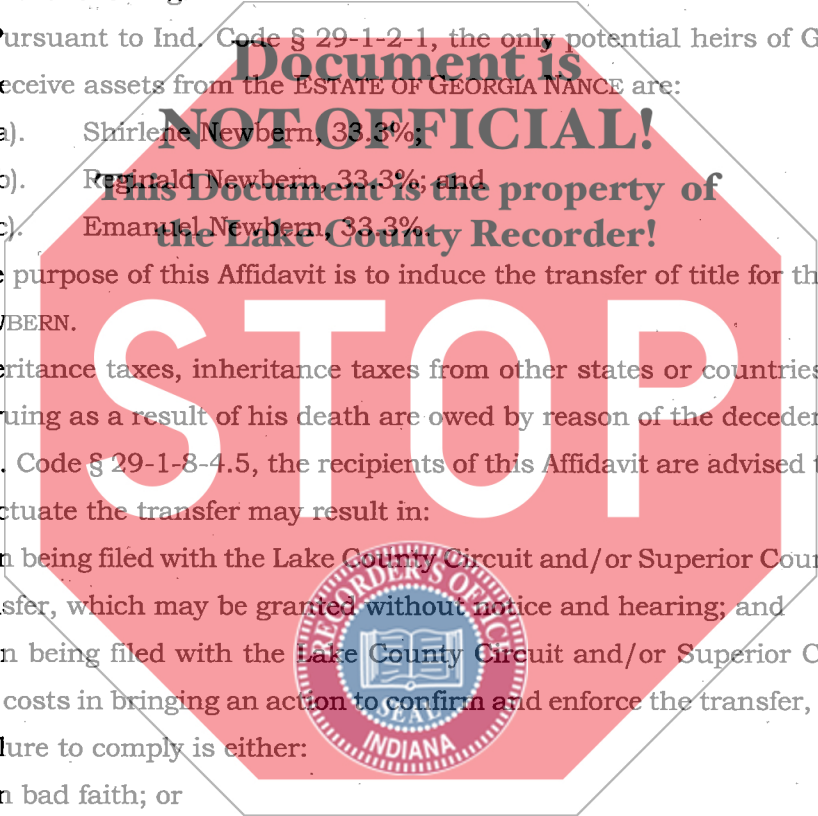 Pursuant to Ind. Code § 29-1-2-1, the only potential heirs of G
Document is
eceive assets from the ESTATE OF GEORGIA NANCE are:
a). Shirlene Newbern, 33.3%;
NOT OFFICIAL!
b). Reginald Newbern, 33.3%; and
This Document is the property of
c). Emanuel Newbern, 33.3%.
the Lake County Recorder!
e purpose of this Affidavit is to induce the transfer of title for th
WBERN.
STOP
eritance taxes, inheritance taxes from other states or countries
ruing as a result of his death are owed by reason of the deceden
. Code § 29-1-8-4.5, the recipients of this Affidavit are advised t
ctuate the transfer may result in:
n being filed with the Lake County Circuit and/or Superior Cour
sfer, which may be granted without notice and hearing; and
n being filed with the Lake County Circuit and/or Superior C
costs in bringing an action to confirm and enforce the transfer,
lure to comply is either:
n bad faith; or
RECORDER'S OFFICE
SEAL
INDIANA